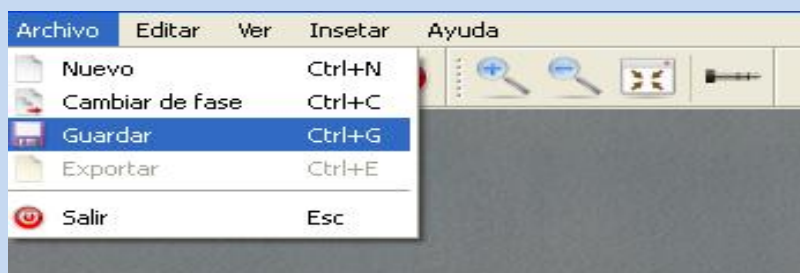 Archivo Editar Ver Insetar Ayuda
Nuevo Ctrl+N
Cambiar de fase Ctrl+C
Guardar Ctrl+G
Exportar Ctrl+E
Salir Esc